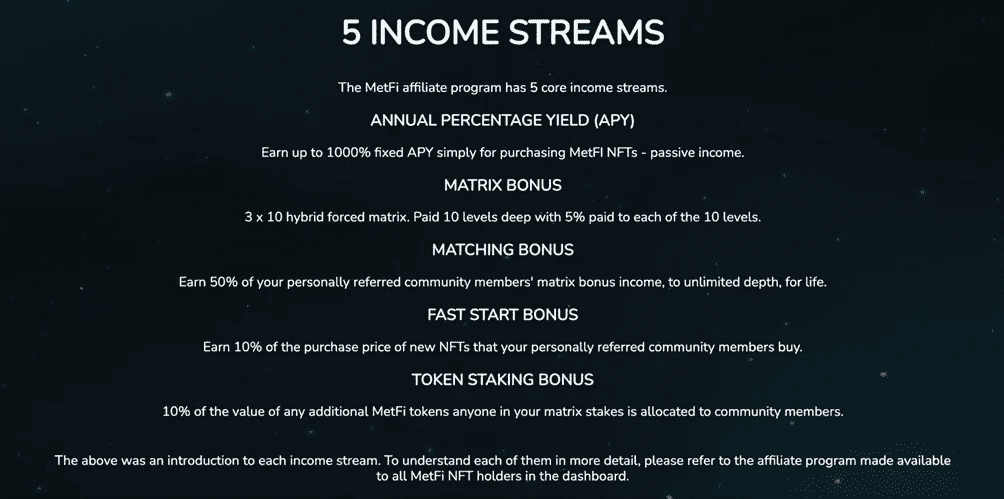 5 INCOME STREAMS
The MetFi affiliate program has 5 core income streams.
ANNUAL PERCENTAGE YIELD (APY)
Earn up to 1000% fixed APY simply for purchasing MetFI NFTs - passive income.
MATRIX BONUS
3 x 10 hybrid forced matrix. Paid 10 levels deep with 5% paid to each of the 10 levels.
MATCHING BONUS
Earn 50% of your personally referred community members' matrix bonus income, to unlimited depth, for life.
FAST START BONUS
Earn 10% of the purchase price of new NFTs that your personally referred community members buy.
TOKEN STAKING BONUS
10% of the value of any additional MetFi tokens anyone in your matrix stakes is allocated to community members.
The above was an introduction to each income stream. To understand each of them in more detail, please refer to the affiliate program made available
to all MetFi NFT holders in the dashboard.